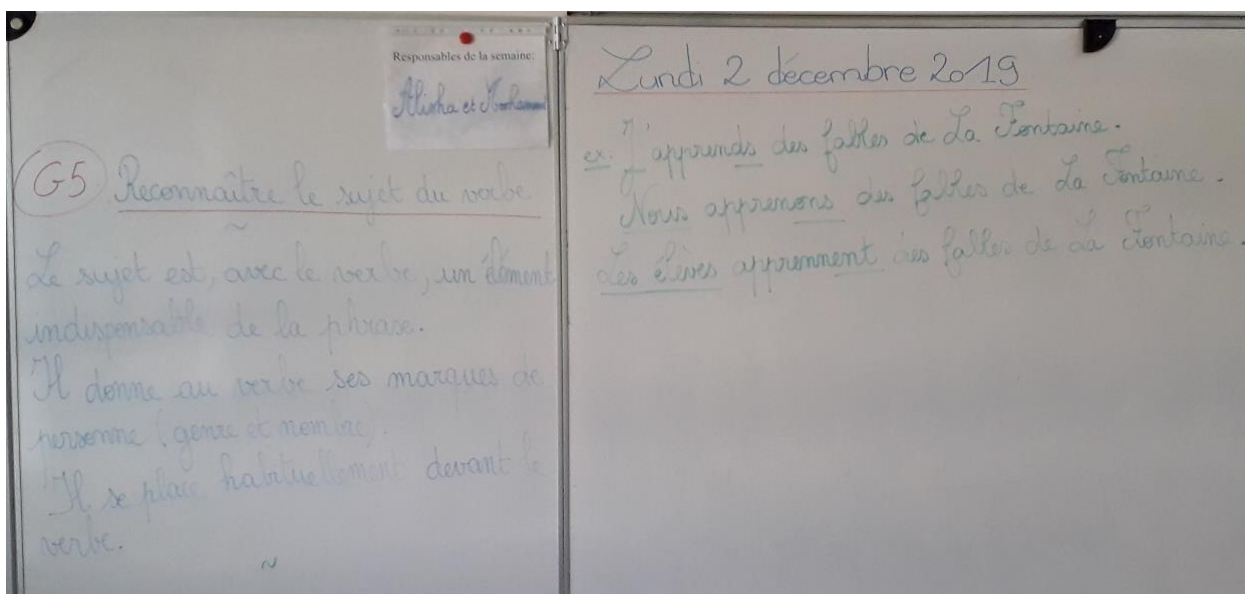 Responsables de la semaine:
Alisha et Mohammed
G5 Reconnaître le sujet du verbe
~
Le sujet est, avec le verbe, un élément
indispensable de la phrase.
Il donne au verbe ses marques de
personne (genre et nombre).
Il se place habituellement devant le
verbe.
~
Lundi 2 décembre 2019
ex: J'apprends des fables de La Fontaine.
Nous apprenons des fables de La Fontaine.
Les élèves apprennent des fables de La Fontaine.